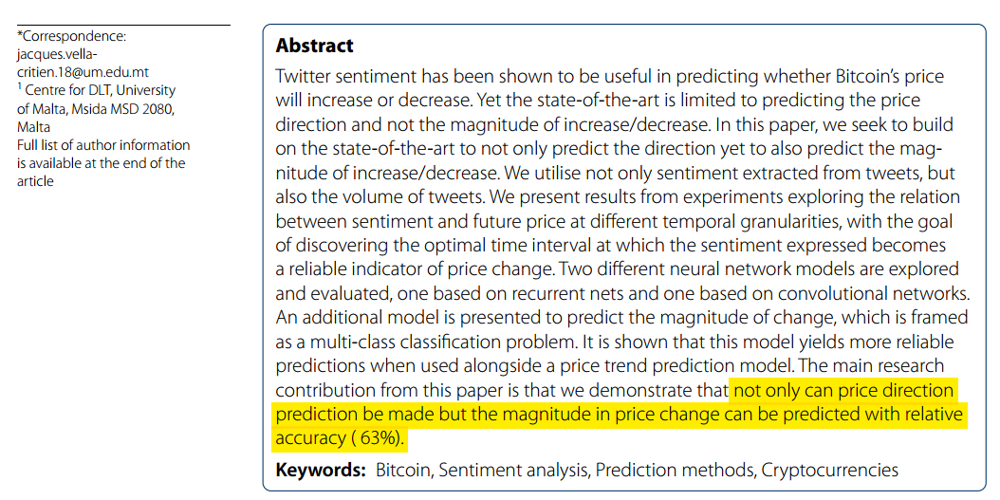 *Correspondence:
jacques.vella-
critien.18@um.edu.mt
1 Centre for DLT, University
of Malta, Msida MSD 2080,
Malta
Full list of author information
is available at the end of the
article
Abstract
Twitter sentiment has been shown to be useful in predicting whether Bitcoin's price
will increase or decrease. Yet the state-of-the-art is limited to predicting the price
direction and not the magnitude of increase/decrease. In this paper, we seek to build
on the state-of-the-art to not only predict the direction yet to also predict the mag-
nitude of increase/decrease. We utilise not only sentiment extracted from tweets, but
also the volume of tweets. We present results from experiments exploring the relation
between sentiment and future price at different temporal granularities, with the goal
of discovering the optimal time interval at which the sentiment expressed becomes
a reliable indicator of price change. Two different neural network models are explored
and evaluated, one based on recurrent nets and one based on convolutional networks.
An additional model is presented to predict the magnitude of change, which is framed
as a multi-class classification problem. It is shown that this model yields more reliable
predictions when used alongside a price trend prediction model. The main research
contribution from this paper is that we demonstrate that not only can price direction
prediction be made but the magnitude in price change can be predicted with relative
accuracy ( 63%).
Keywords: Bitcoin, Sentiment analysis, Prediction methods, Cryptocurrencies